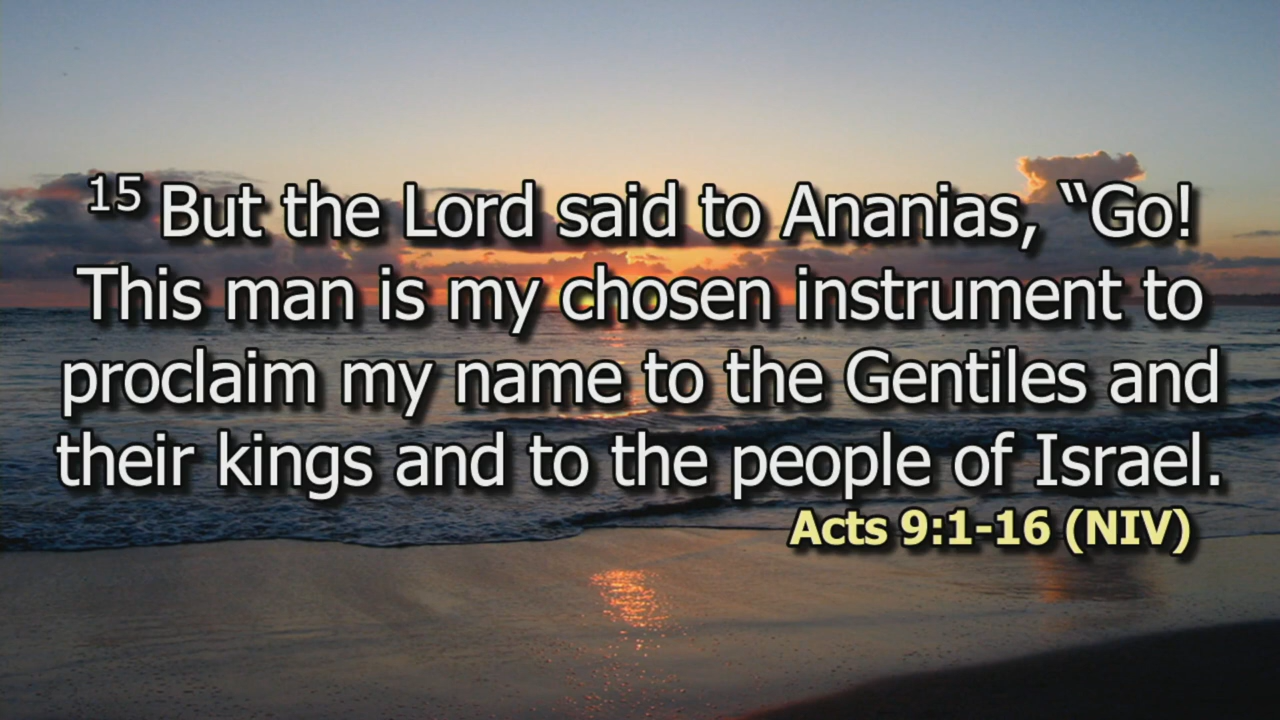 15 But the Lord said to Ananias, “Go!
This man is my chosen instrument to
proclaim my name to the Gentiles and
their kings and to the people of Israel.
Acts 9:1-16 (NIV)